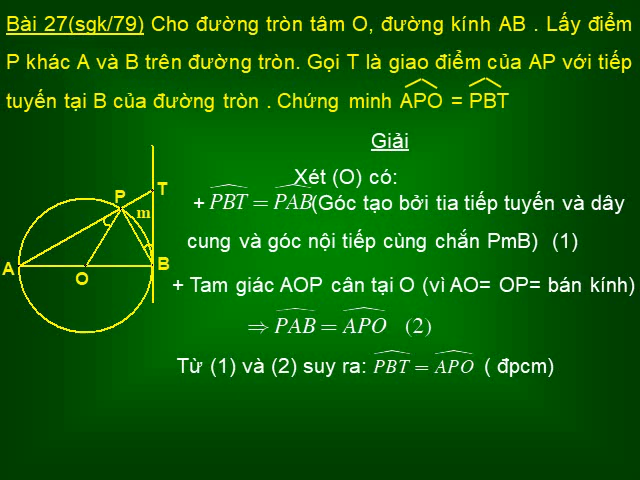 Bài 27(sgk/79) Cho đường tròn tâm O, đường kính AB . Lấy điểm
P khác A và B trên đường tròn. Gọi T là giao điểm của AP với tiếp
tuyến tại B của đường tròn . Chứng minh APO = PBT
Giải
Xét (O) có:
+ PBT = PAB(Góc tạo bởi tia tiếp tuyến và dây
cung và góc nội tiếp cùng chắn PmB) (1)
+ Tam giác AOP cân tại O (vì AO= OP= bán kính)
⇒ PAB = APO (2)
Từ (1) và (2) suy ra: PBT = APO ( đpcm)
P
T
m
A
O
B